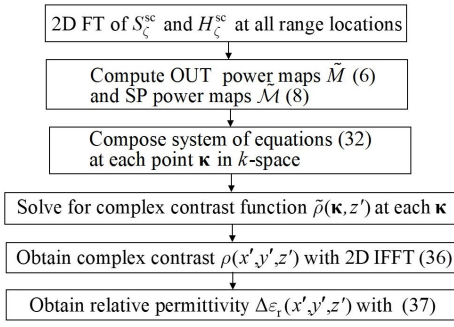 2D FT of S_ζ^sc and H_ζ^sc at all range locations
Compute OUT power maps M̃ (6)
and SP power maps ℳ̃ (8)
Compose system of equations (32)
at each point κ in k-space
Solve for complex contrast function ρ̃(κ,z′) at each κ
Obtain complex contrast ρ(x′,y′,z′) with 2D IFFT (36)
Obtain relative permittivity Δε_r(x′,y′,z′) with (37)